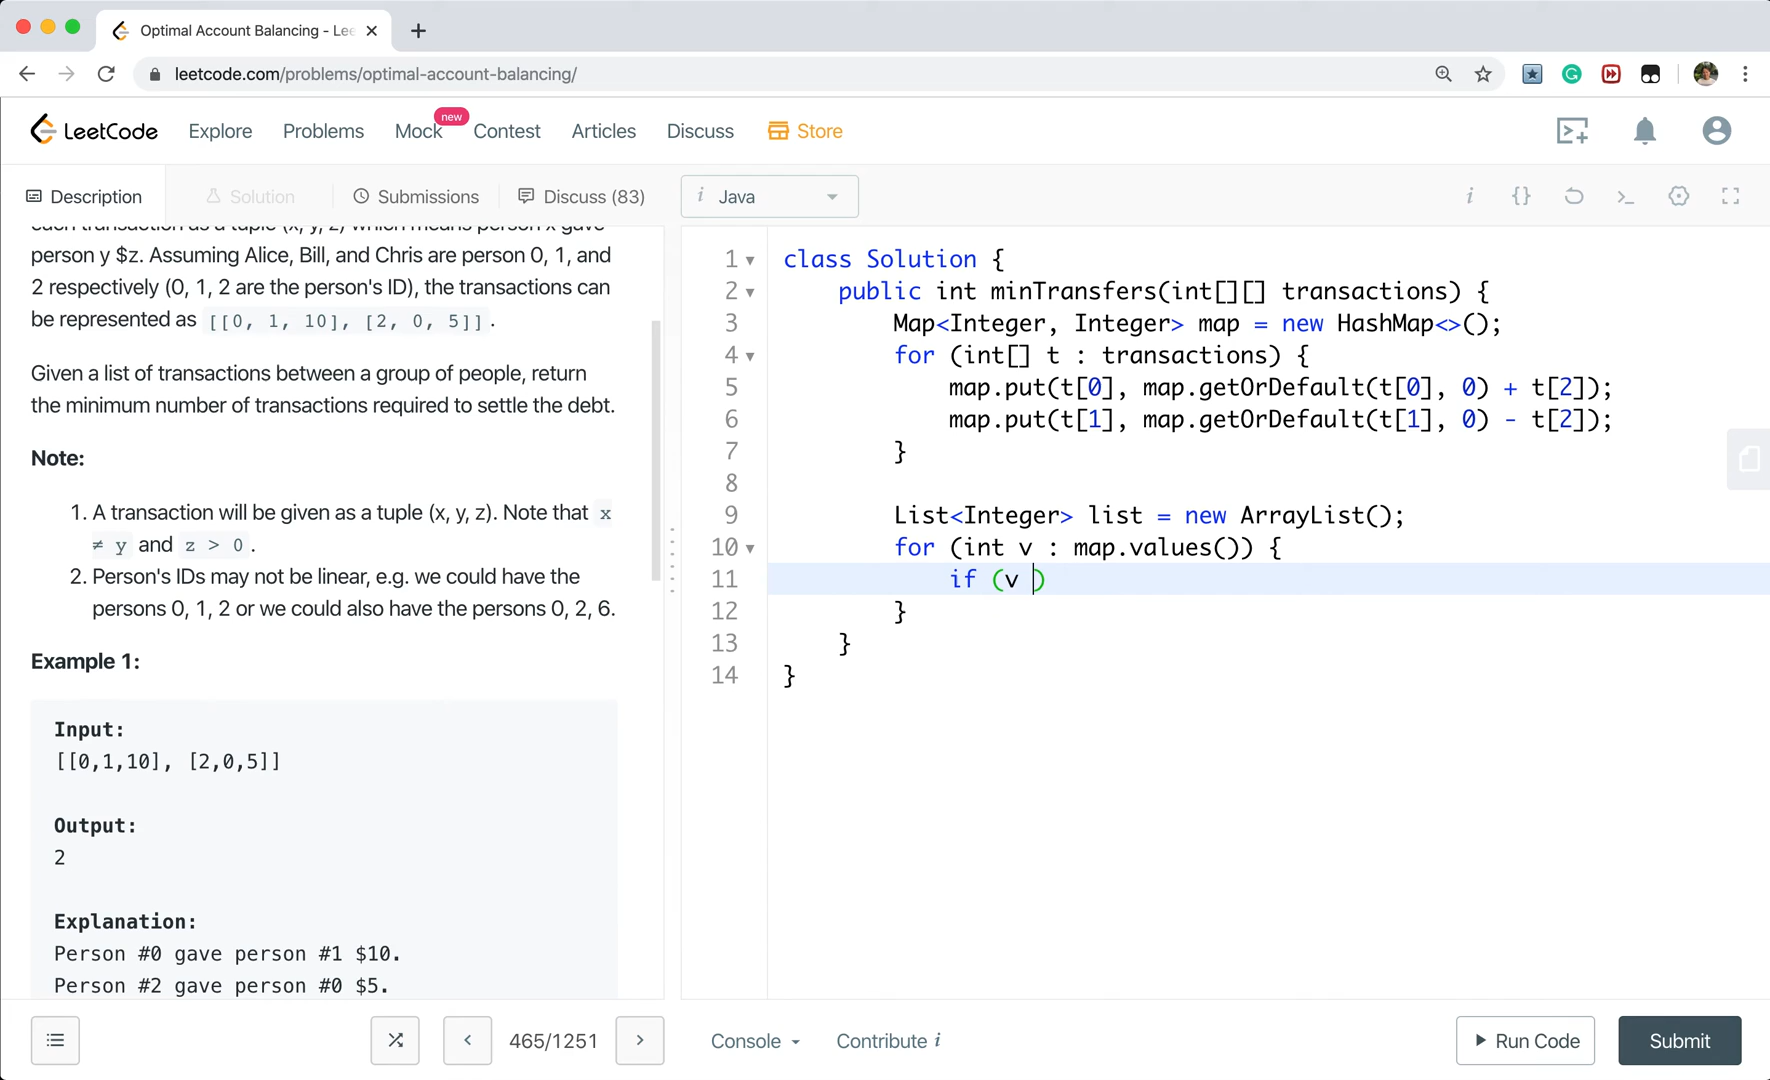 Optimal Account Balancing - Lee
leetcode.com/problems/optimal-account-balancing/
LeetCode
Explore
Problems
Mock
new
Contest
Articles
Discuss
Store
Description
Solution
Submissions
Discuss (83)
i Java
each transaction as a tuple (x, y, z) which means person x gave
person y $z. Assuming Alice, Bill, and Chris are person 0, 1, and
2 respectively (0, 1, 2 are the person's ID), the transactions can
be represented as [[0, 1, 10], [2, 0, 5]].
Given a list of transactions between a group of people, return
the minimum number of transactions required to settle the debt.
Note:
1. A transaction will be given as a tuple (x, y, z). Note that x
≠ y and z > 0.
2. Person's IDs may not be linear, e.g. we could have the
persons 0, 1, 2 or we could also have the persons 0, 2, 6.
Example 1:
Input:
[[0,1,10], [2,0,5]]
Output:
2
Explanation:
Person #0 gave person #1 $10.
Person #2 gave person #0 $5.
1 class Solution {
2 public int minTransfers(int[][] transactions) {
3 Map<Integer, Integer> map = new HashMap<>();
4 for (int[] t : transactions) {
5 map.put(t[0], map.getOrDefault(t[0], 0) + t[2]);
6 map.put(t[1], map.getOrDefault(t[1], 0) - t[2]);
7 }
8
9 List<Integer> list = new ArrayList();
10 for (int v : map.values()) {
11 if (v )
12 }
13 }
14 }
465/1251
Console
Contribute i
Run Code
Submit